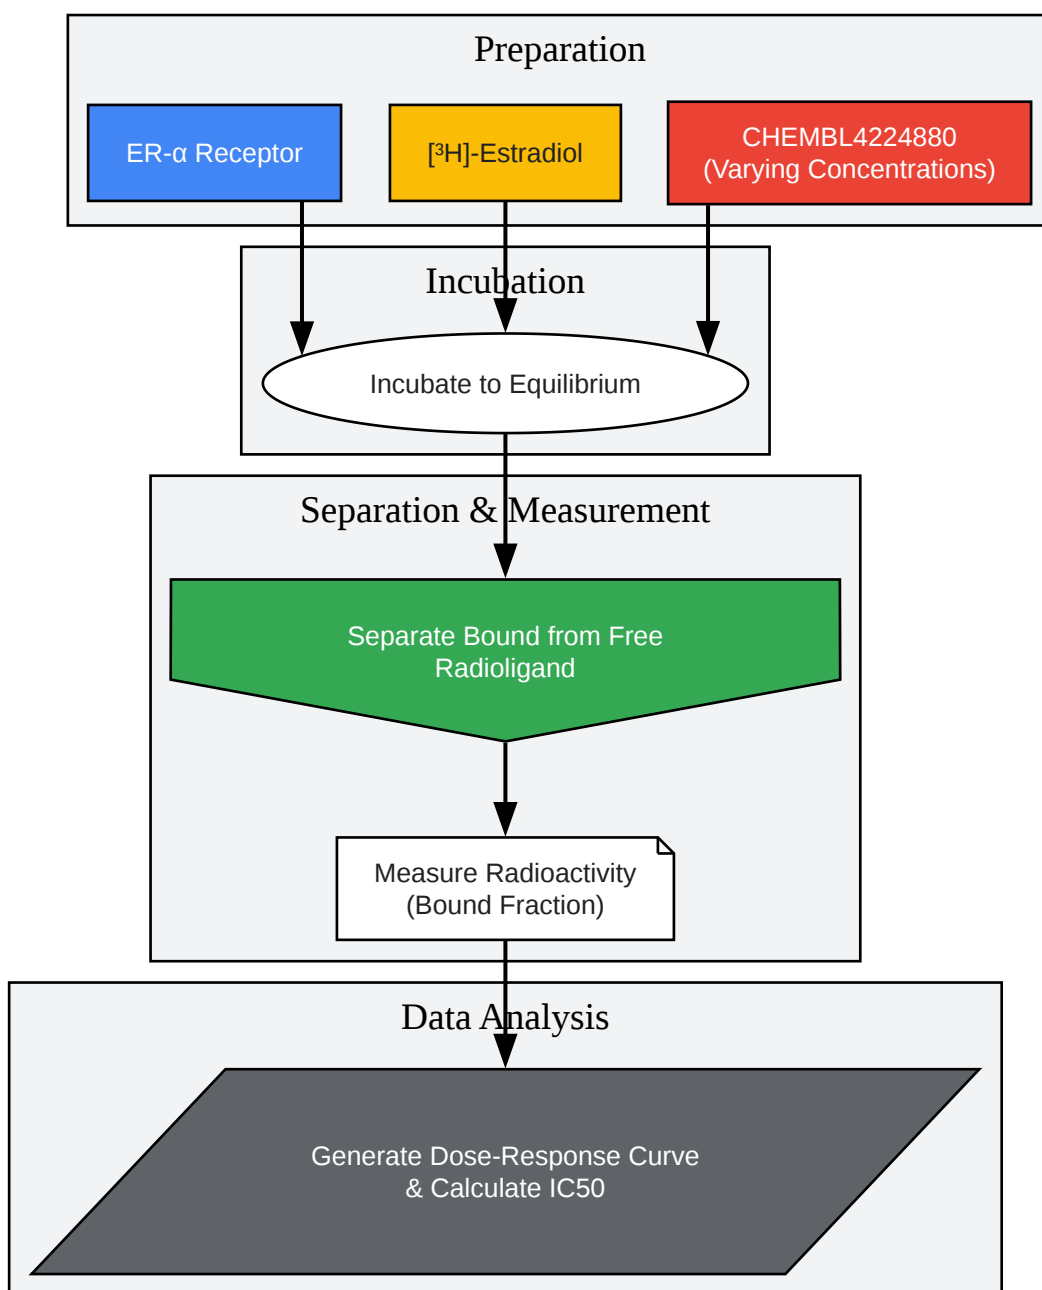 Preparation
ER-α Receptor
[³H]-Estradiol
CHEMBL4224880
(Varying Concentrations)
Incubation
Incubate to Equilibrium
Separation & Measurement
Separate Bound from Free
Radioligand
Measure Radioactivity
(Bound Fraction)
Data Analysis
Generate Dose-Response Curve
& Calculate IC50